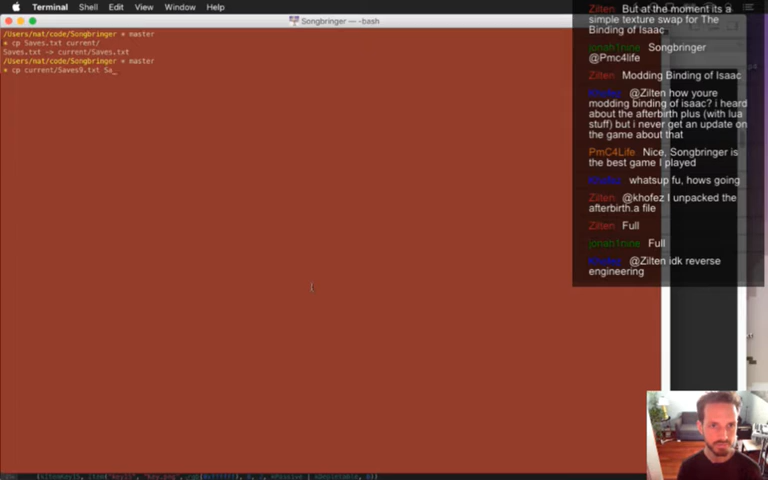 Terminal Shell Edit View Window Help
Songbringer — -bash
/Users/nat/code/Songbringer * master
* cp Saves.txt current/
Saves.txt -> current/Saves.txt
/Users/nat/code/Songbringer * master
* cp current/Saves9.txt Sa_
Zilten But at the moment its a
simple texture swap for The
Binding of Isaac
jonah1nine Songbringer
@Pmc4life
Zilten Modding Binding of Isaac
khofez @Zilten how youre
modding binding of isaac? i heard
about the afterbirth plus (with lua
stuff) but i never get an update on
the game about that
PmC4Life Nice, Songbringer is
the best game I played
khofez whatsup fu, hows going
Zilten @khofez I unpacked the
afterbirth.a file
Zilten Full
jonah1nine Full
khofez @Zilten idk reverse
engineering